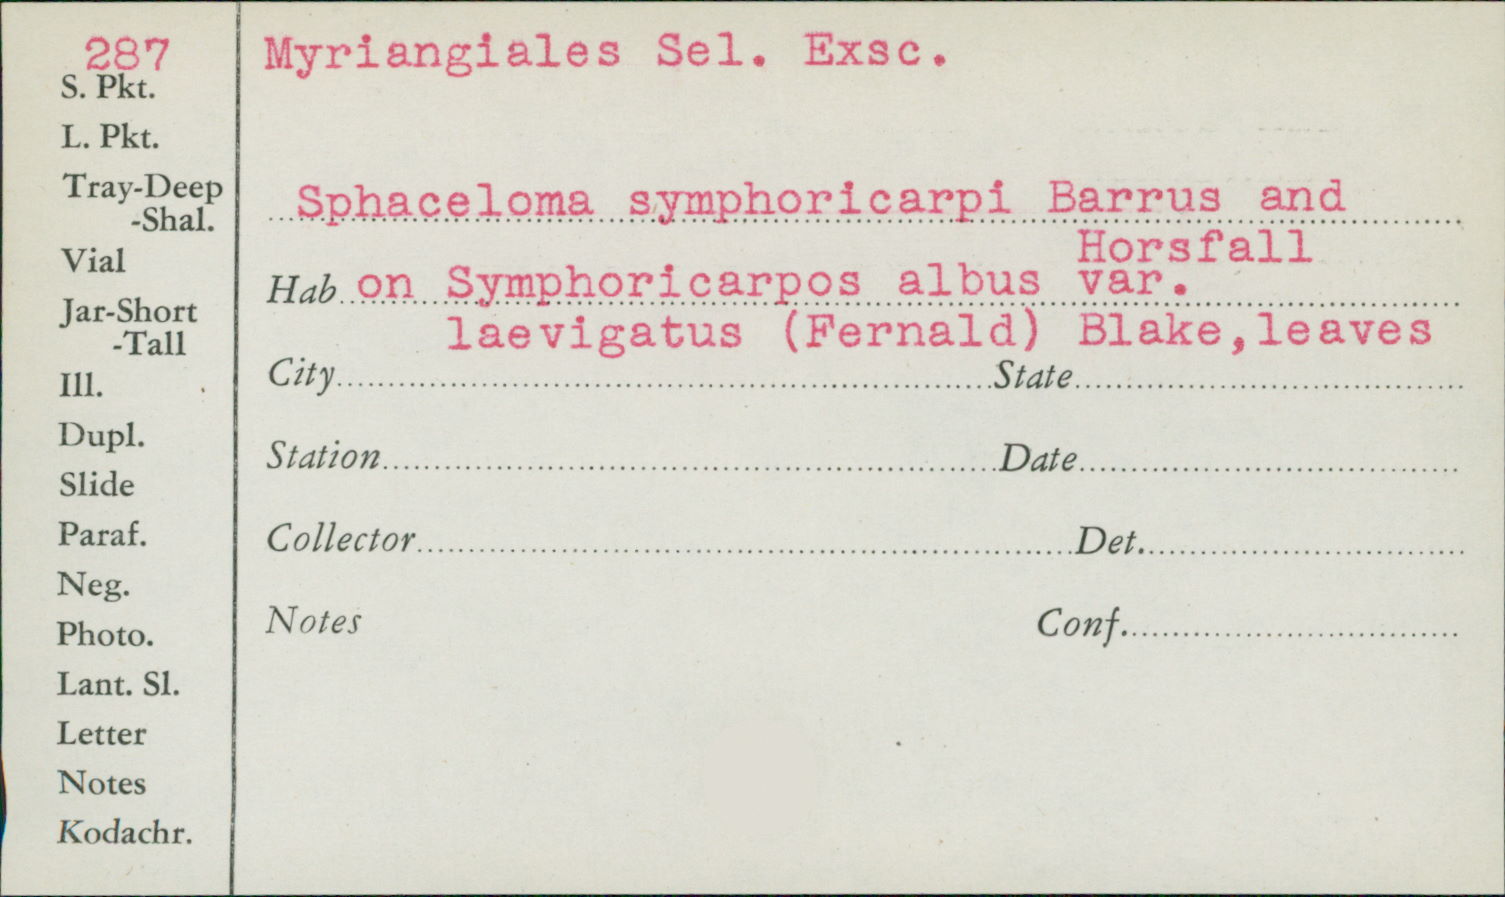 287
S. Pkt.
L. Pkt.
Tray-Deep
-Shal.
Vial
Jar-Short
-Tall
Ill.
Dupl.
Slide
Paraf.
Neg.
Photo.
Lant. Sl.
Letter
Notes
Kodachr.
Myriangiales Sel. Exsc.
Sphaceloma symphoricarpi Barrus and
Horsfall
Hab on Symphoricarpos albus var.
laevigatus (Fernald) Blake,leaves
City State
Station Date
Collector Det.
Notes Conf.